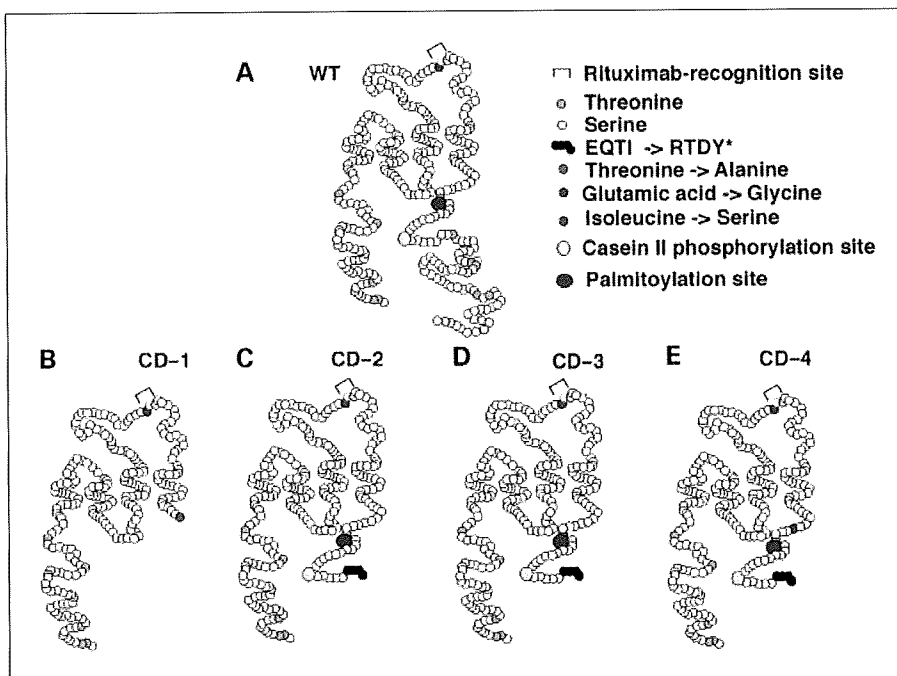 A WT
Rituximab-recognition site
Threonine
Serine
EQTI -> RTDY*
Threonine -> Alanine
Glutamic acid -> Glycine
Isoleucine -> Serine
Casein II phosphorylation site
Palmitoylation site
B CD-1
C CD-2
D CD-3
E CD-4